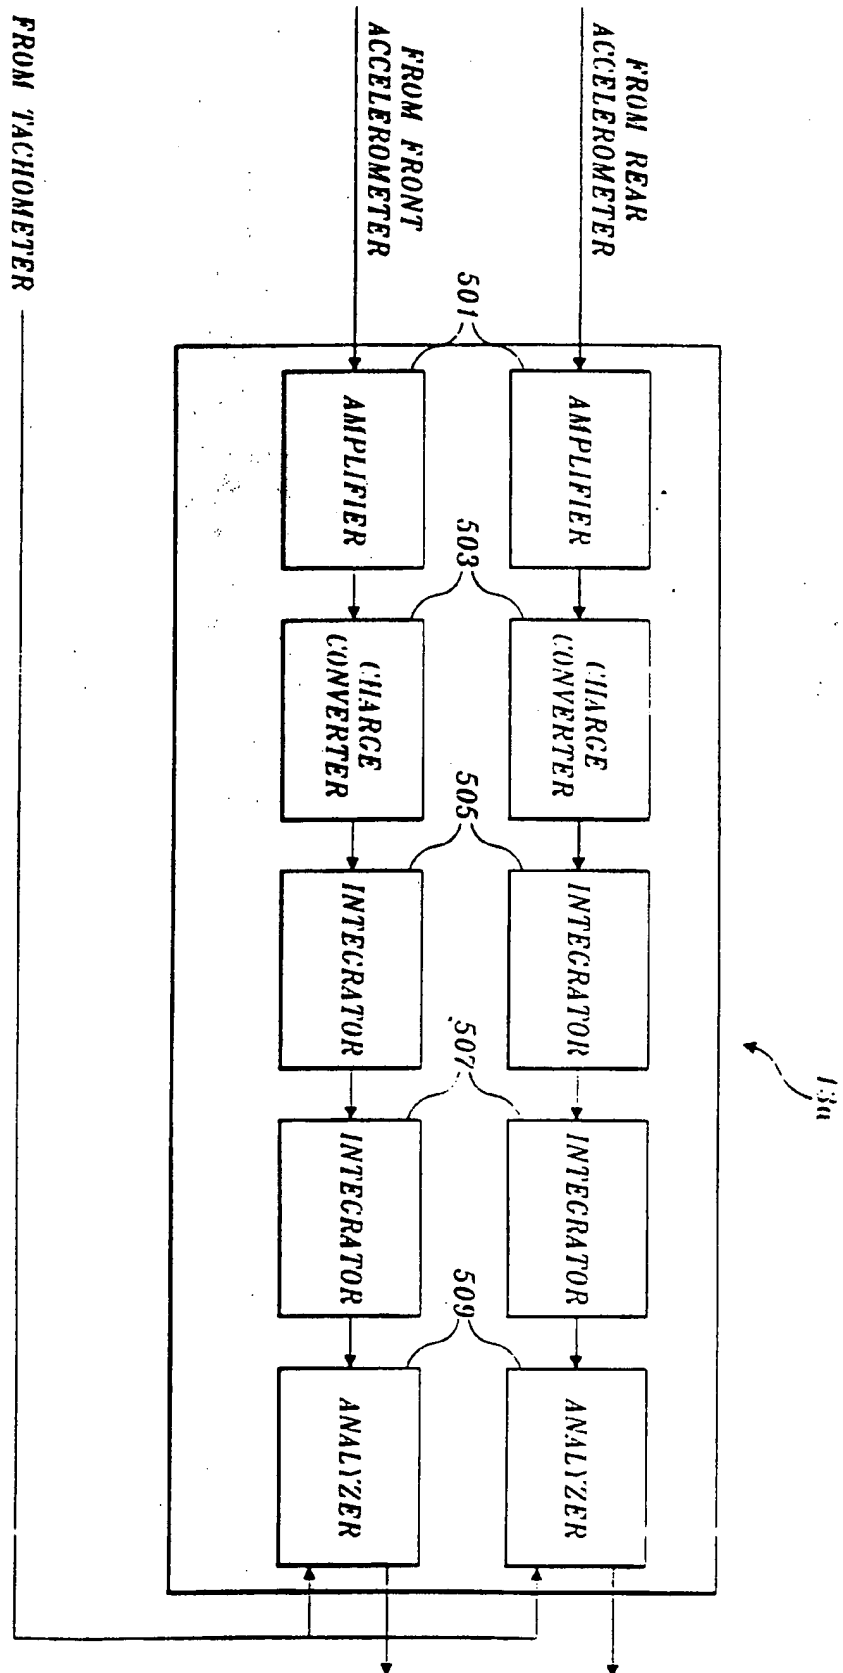 13a
FROM REAR
ACCELEROMETER
AMPLIFIER
CHARGE
CONVERTER
INTEGRATOR
INTEGRATOR
ANALYZER
501
503
505
507
509
FROM FRONT
ACCELEROMETER
AMPLIFIER
CHARGE
CONVERTER
INTEGRATOR
INTEGRATOR
ANALYZER
FROM TACHOMETER